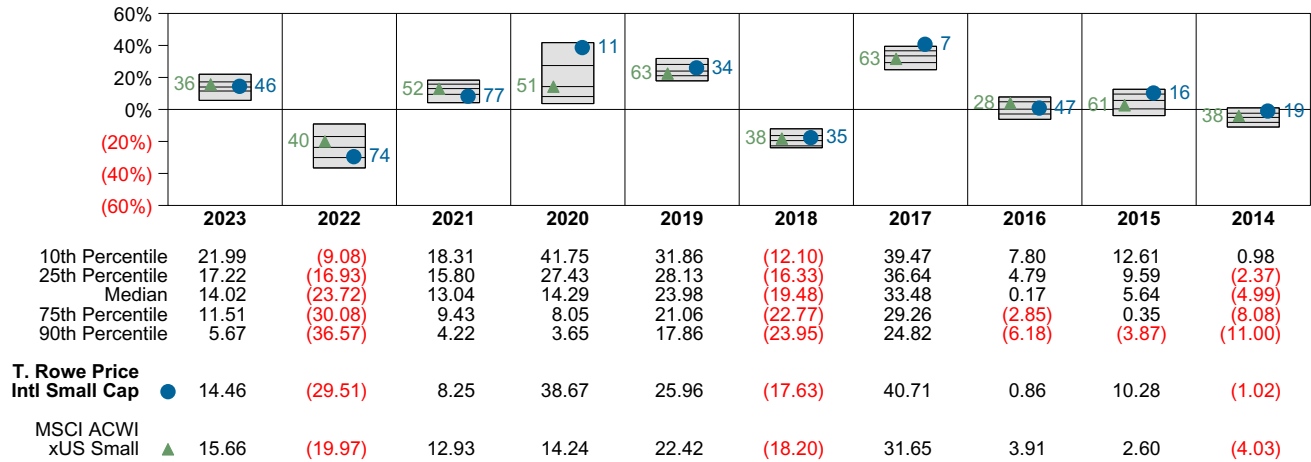 60%
40%
20%
0%
(20%)
(40%)
(60%)
36 46
40 74
52 77
51 11
63 34
38 35
63 7
28 47
61 16
38 19
2023 2022 2021 2020 2019 2018 2017 2016 2015 2014
10th Percentile 21.99 (9.08) 18.31 41.75 31.86 (12.10) 39.47 7.80 12.61 0.98
25th Percentile 17.22 (16.93) 15.80 27.43 28.13 (16.33) 36.64 4.79 9.59 (2.37)
Median 14.02 (23.72) 13.04 14.29 23.98 (19.48) 33.48 0.17 5.64 (4.99)
75th Percentile 11.51 (30.08) 9.43 8.05 21.06 (22.77) 29.26 (2.85) 0.35 (8.08)
90th Percentile 5.67 (36.57) 4.22 3.65 17.86 (23.95) 24.82 (6.18) (3.87) (11.00)
T. Rowe Price
Intl Small Cap 14.46 (29.51) 8.25 38.67 25.96 (17.63) 40.71 0.86 10.28 (1.02)
MSCI ACWI
xUS Small 15.66 (19.97) 12.93 14.24 22.42 (18.20) 31.65 3.91 2.60 (4.03)